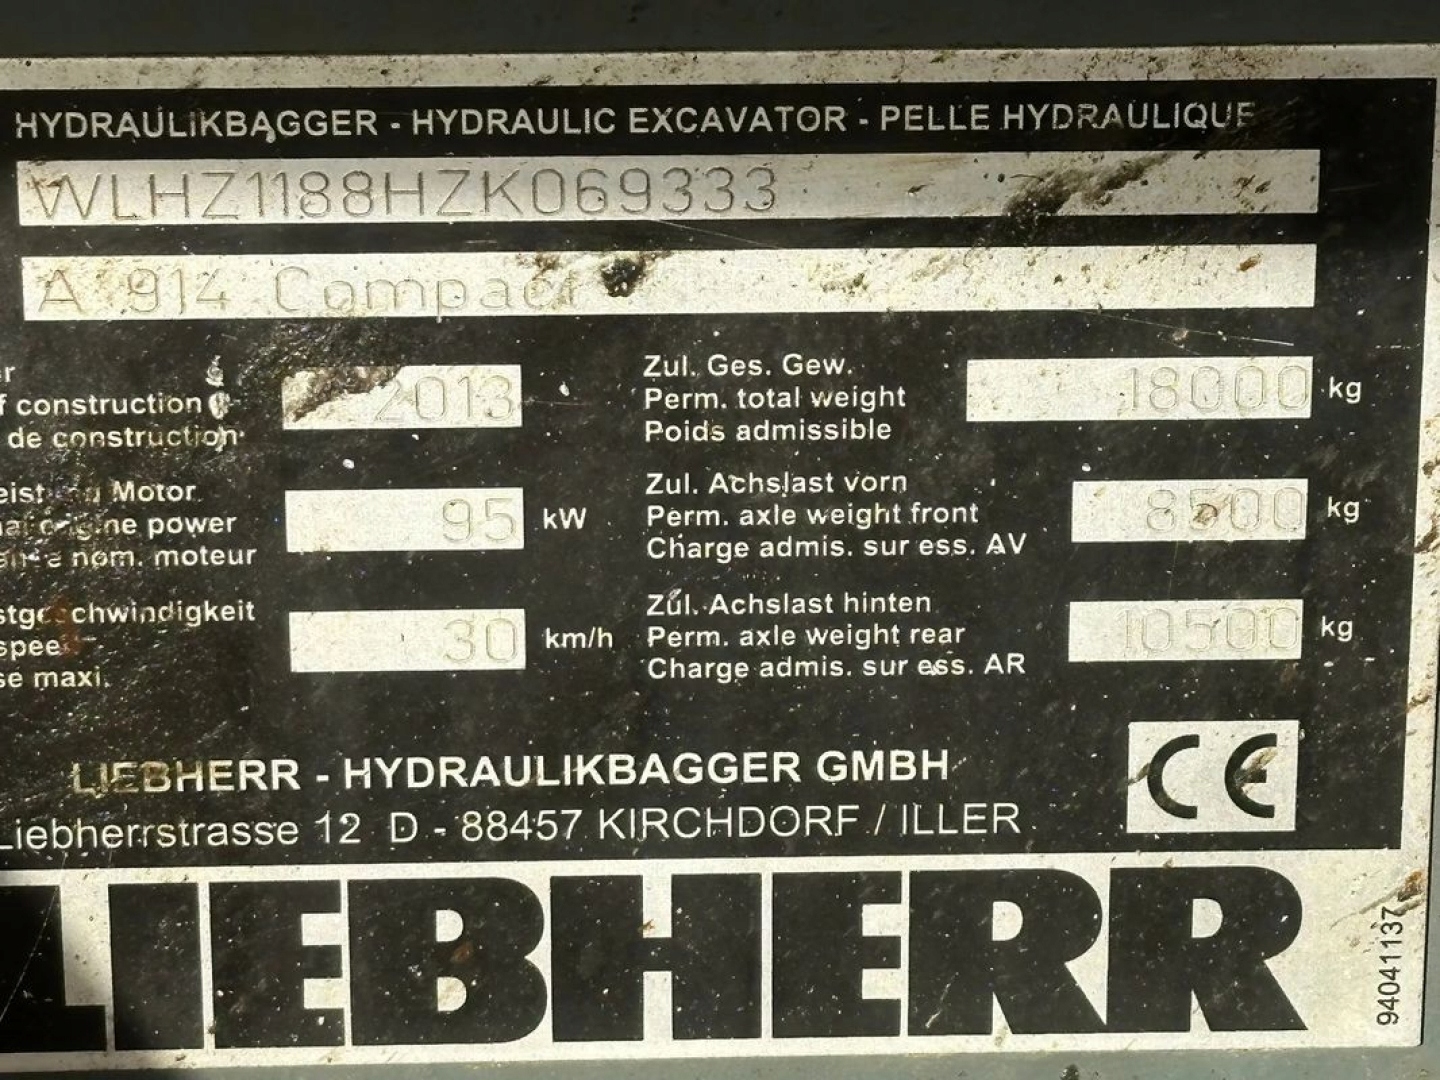 HYDRAULIKBAGGER - HYDRAULIC EXCAVATOR - PELLE HYDRAULIQUE
WLHZ1188HZK069333
A 914 Compact
construction
de construction
2013
Zul. Ges. Gew.
Perm. total weight
Poids admissible
18000 kg
Motor
power
nom. moteur
95 kW
Zul. Achslast vorn
Perm. axle weight front
Charge admis. sur ess. AV
8500 kg
maxi.
30 km/h
Zul. Achslast hinten
Perm. axle weight rear
Charge admis. sur ess. AR
10500 kg
LIEBHERR - HYDRAULIKBAGGER GMBH
Liebherrstrasse 12 D - 88457 KIRCHDORF / ILLER
CE
LIEBHERR
94041137